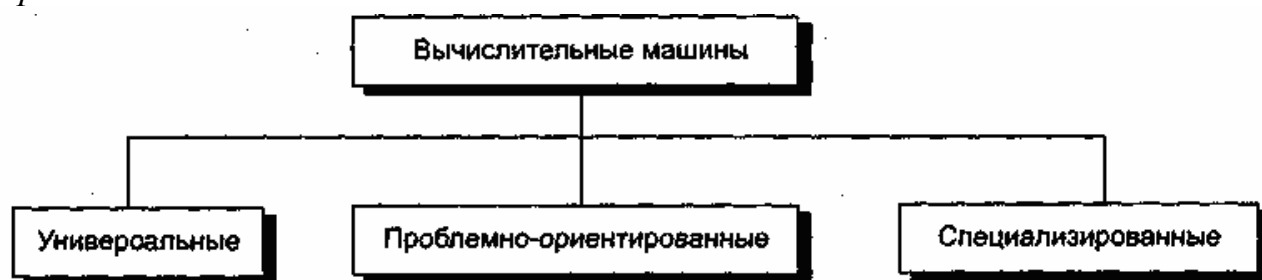 Вычислительные машины
Универсальные
Проблемно-ориентированные
Специализированные